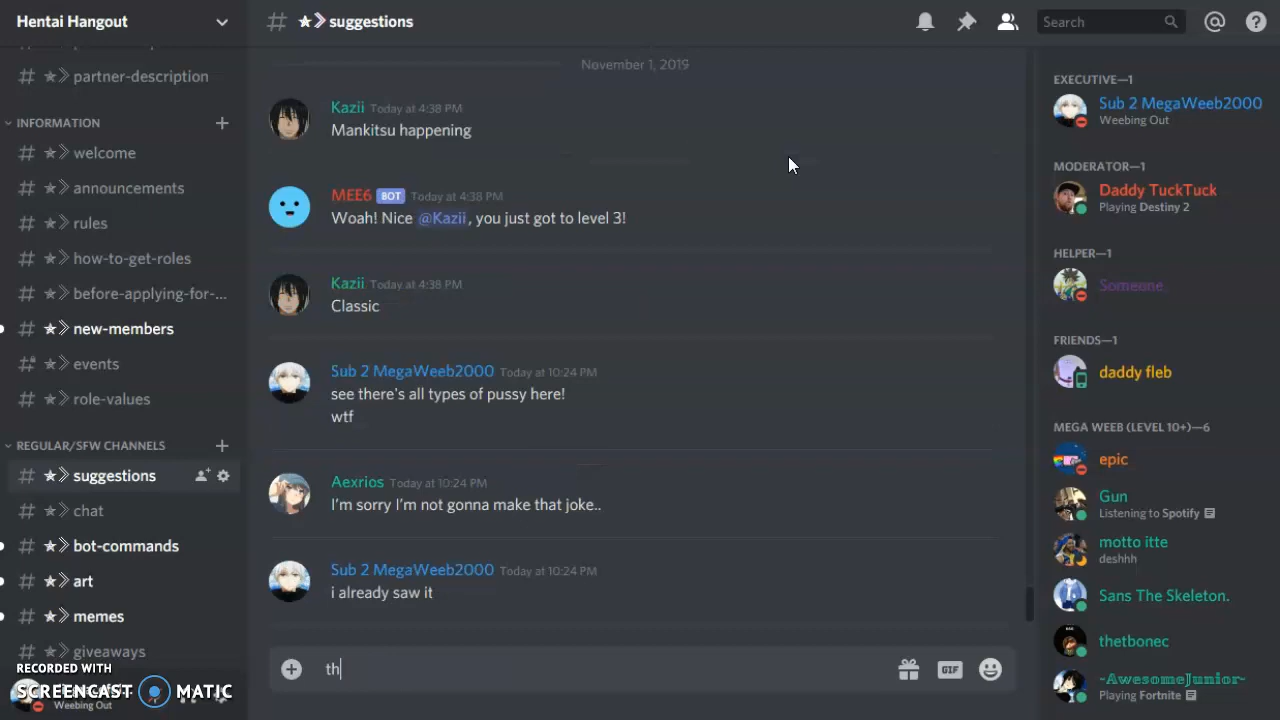 Hentai Hangout
★》suggestions
Search
★》partner-description
INFORMATION
★》welcome
★》announcements
★》rules
★》how-to-get-roles
★》before-applying-for-...
★》new-members
★》events
★》role-values
REGULAR/SFW CHANNELS
★》suggestions
★》chat
★》bot-commands
★》art
★》memes
★》giveaways
RECORDED WITH
SCREENCAST MATIC
Weebing Out
November 1, 2019
Kazii Today at 4:38 PM
Mankitsu happening
MEE6 BOT Today at 4:38 PM
Woah! Nice @Kazii, you just got to level 3!
Kazii Today at 4:38 PM
Classic
Sub 2 MegaWeeb2000 Today at 10:24 PM
see there's all types of pussy here!
wtf
Aexrios Today at 10:24 PM
I'm sorry I'm not gonna make that joke..
Sub 2 MegaWeeb2000 Today at 10:24 PM
i already saw it
th
GIF
EXECUTIVE—1
Sub 2 MegaWeeb2000
Weebing Out
MODERATOR—1
Daddy TuckTuck
Playing Destiny 2
HELPER—1
Someone
FRIENDS—1
daddy fleb
MEGA WEEB (LEVEL 10+)—6
epic
Gun
Listening to Spotify
motto itte
deshhh
Sans The Skeleton.
thetbonec
-AwesomeJunior-
Playing Fortnite